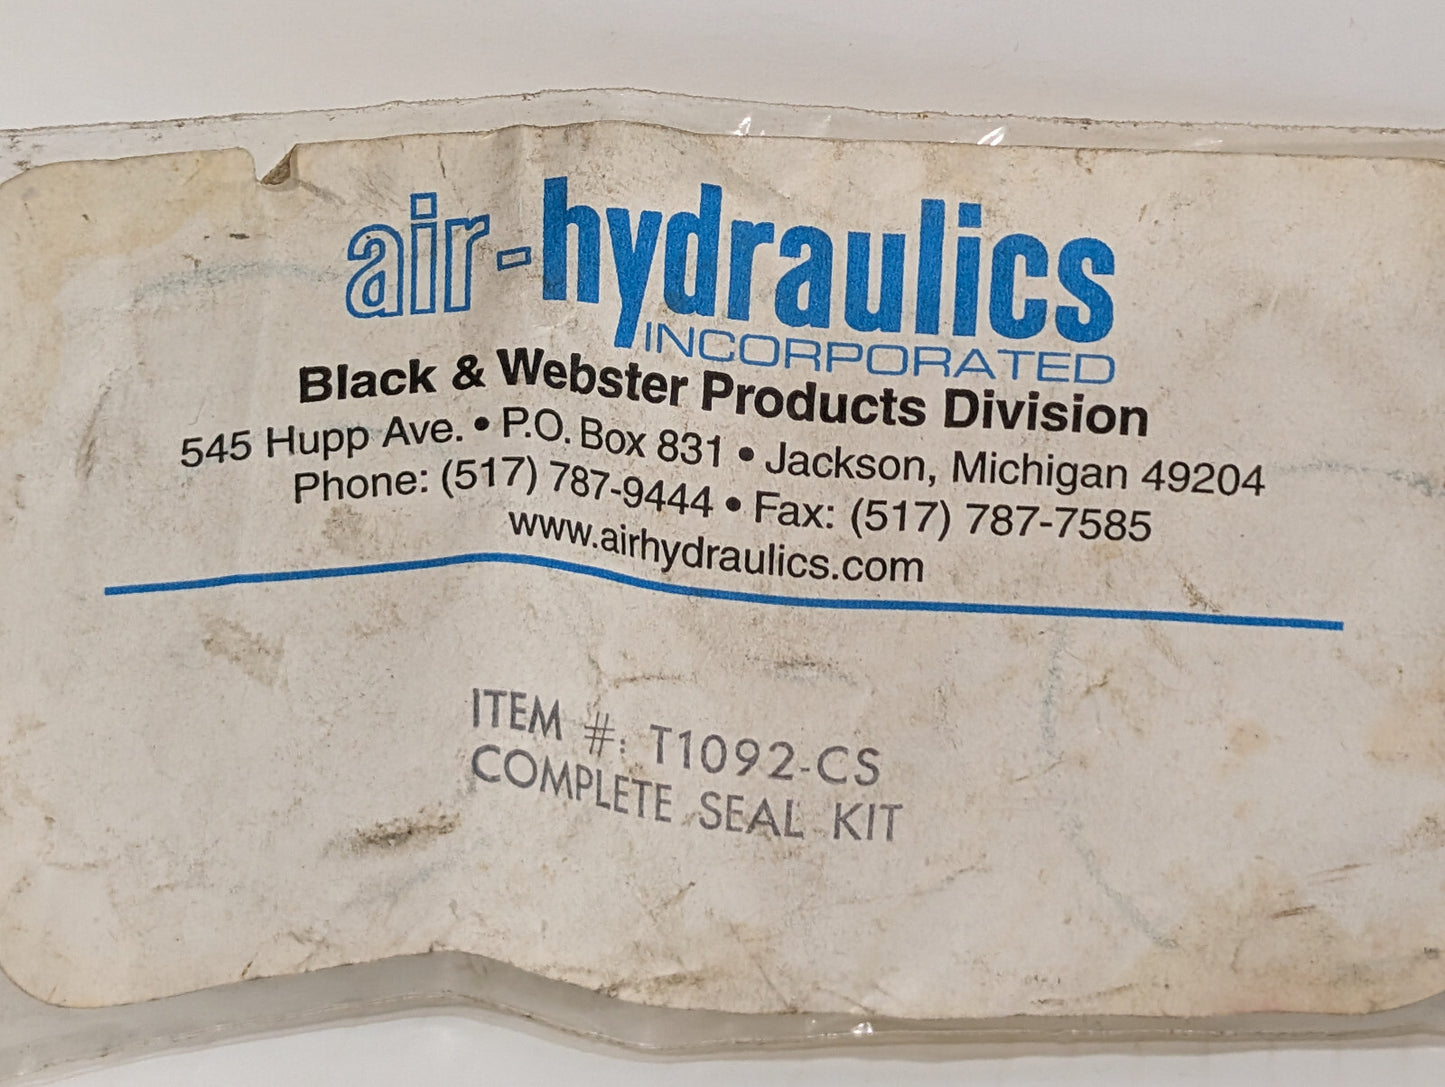 air-hydraulics
INCORPORATED
Black & Webster Products Division
545 Hupp Ave. • P.O. Box 831 • Jackson, Michigan 49204
Phone: (517) 787-9444 • Fax: (517) 787-7585
www.airhydraulics.com
ITEM #: T1092-CS
COMPLETE SEAL KIT